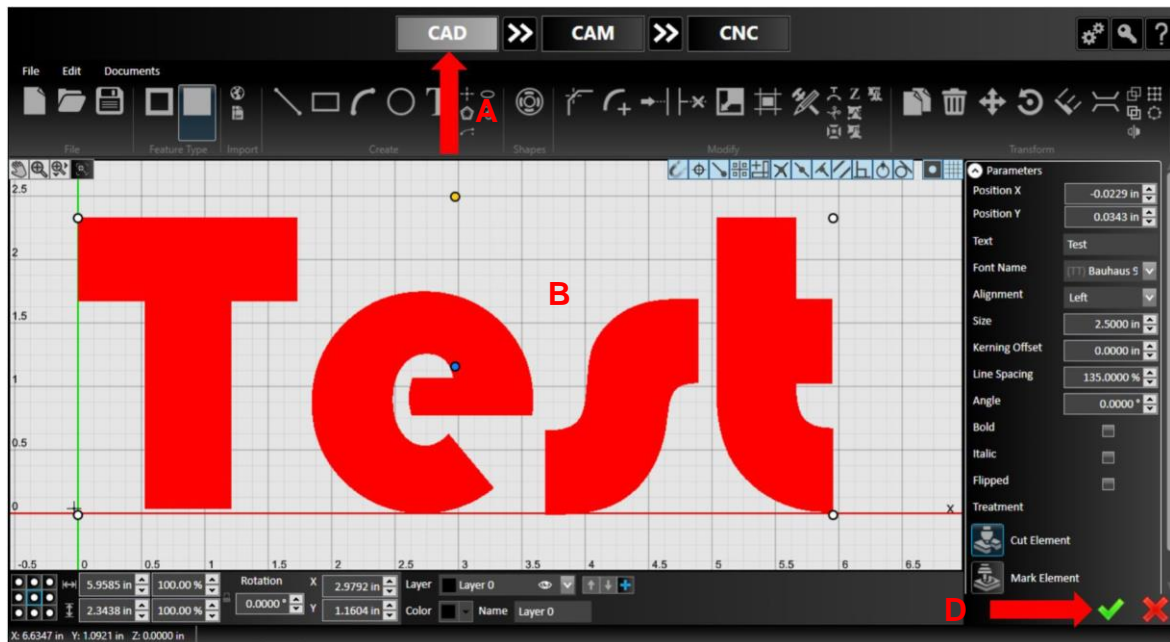 CAD CAM CNC
File Edit Documents
A
File Feature Type Import Create Shapes Modify Transform
Parameters
Position X -0.0229 in
Position Y 0.0343 in
Text Test
Font Name (TT) Bauhaus 9
Alignment Left
Size 2.5000 in
Kerning Offset 0.0000 in
Line Spacing 135.0000 %
Angle 0.0000 °
Bold
Italic
Flipped
Treatment
Cut Element
Mark Element
2.5
2
1.5
1
0.5
0
B
Test
X
-0.5 0 0.5 1 1.5 2 2.5 3 3.5 4 4.5 5 5.5 6 6.5
D
5.9585 in 100.00 % Rotation X 2.9792 in Layer Layer 0
2.3438 in 100.00 % 0.0000 ° Y 1.1604 in Color Name Layer 0
X: 6.6347 in Y: 1.0921 in Z: 0.0000 in